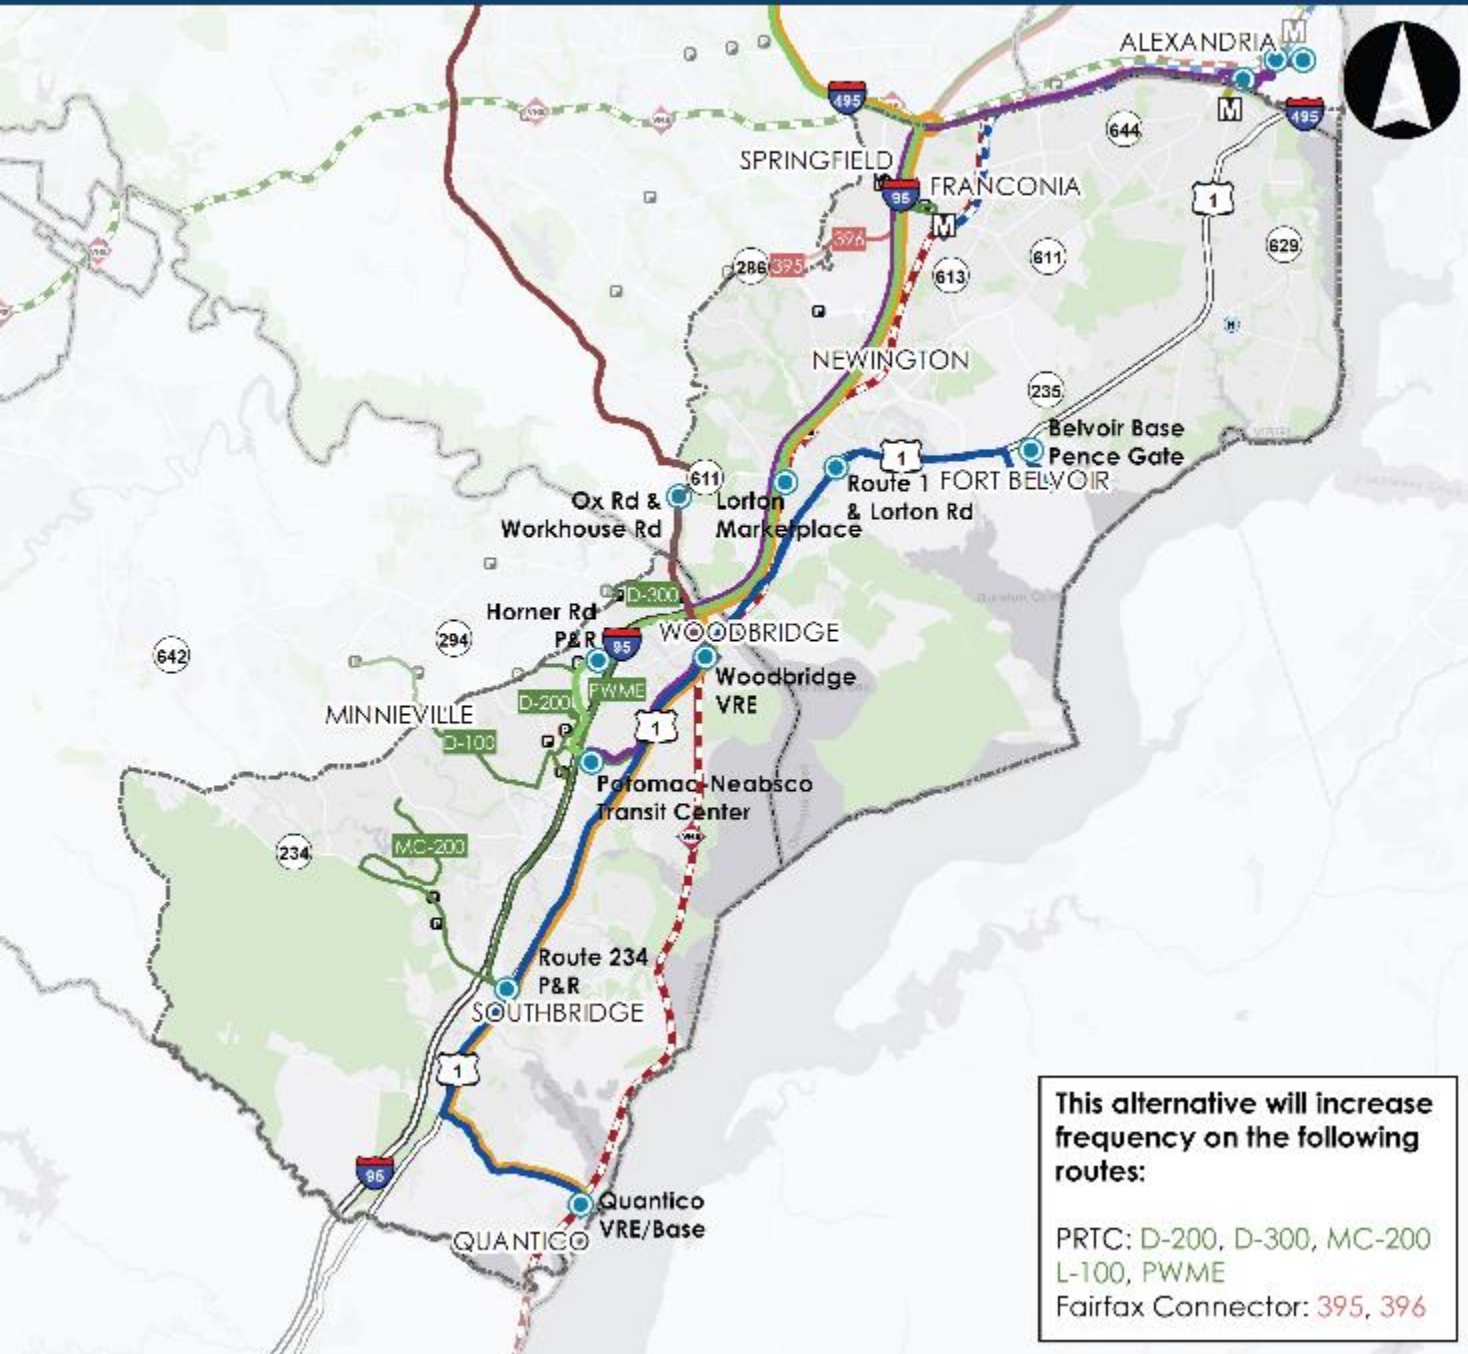 ALEXANDRIA
M
495
M
495
644
SPRINGFIELD
95
FRANCONIA
1
M
396
286
395
613
611
629
H
NEWINGTON
235
Belvoir Base
Pence Gate
1
FORT BELVOIR
611
Ox Rd &
Workhouse Rd
Lorton
Marketplace
Route 1
& Lorton Rd
D-300
Horner Rd
P&R
95
WOODBRIDGE
294
642
Woodbridge
VRE
D-200
PWME
1
MINNIEVILLE
D-100
Potomac-Neabsco
Transit Center
VRE
234
MC-200
Route 234
P&R
SOUTHBRIDGE
1
95
Quantico
VRE/Base
QUANTICO
This alternative will increase
frequency on the following
routes:
PRTC: D-200, D-300, MC-200
L-100, PWME
Fairfax Connector: 395, 396